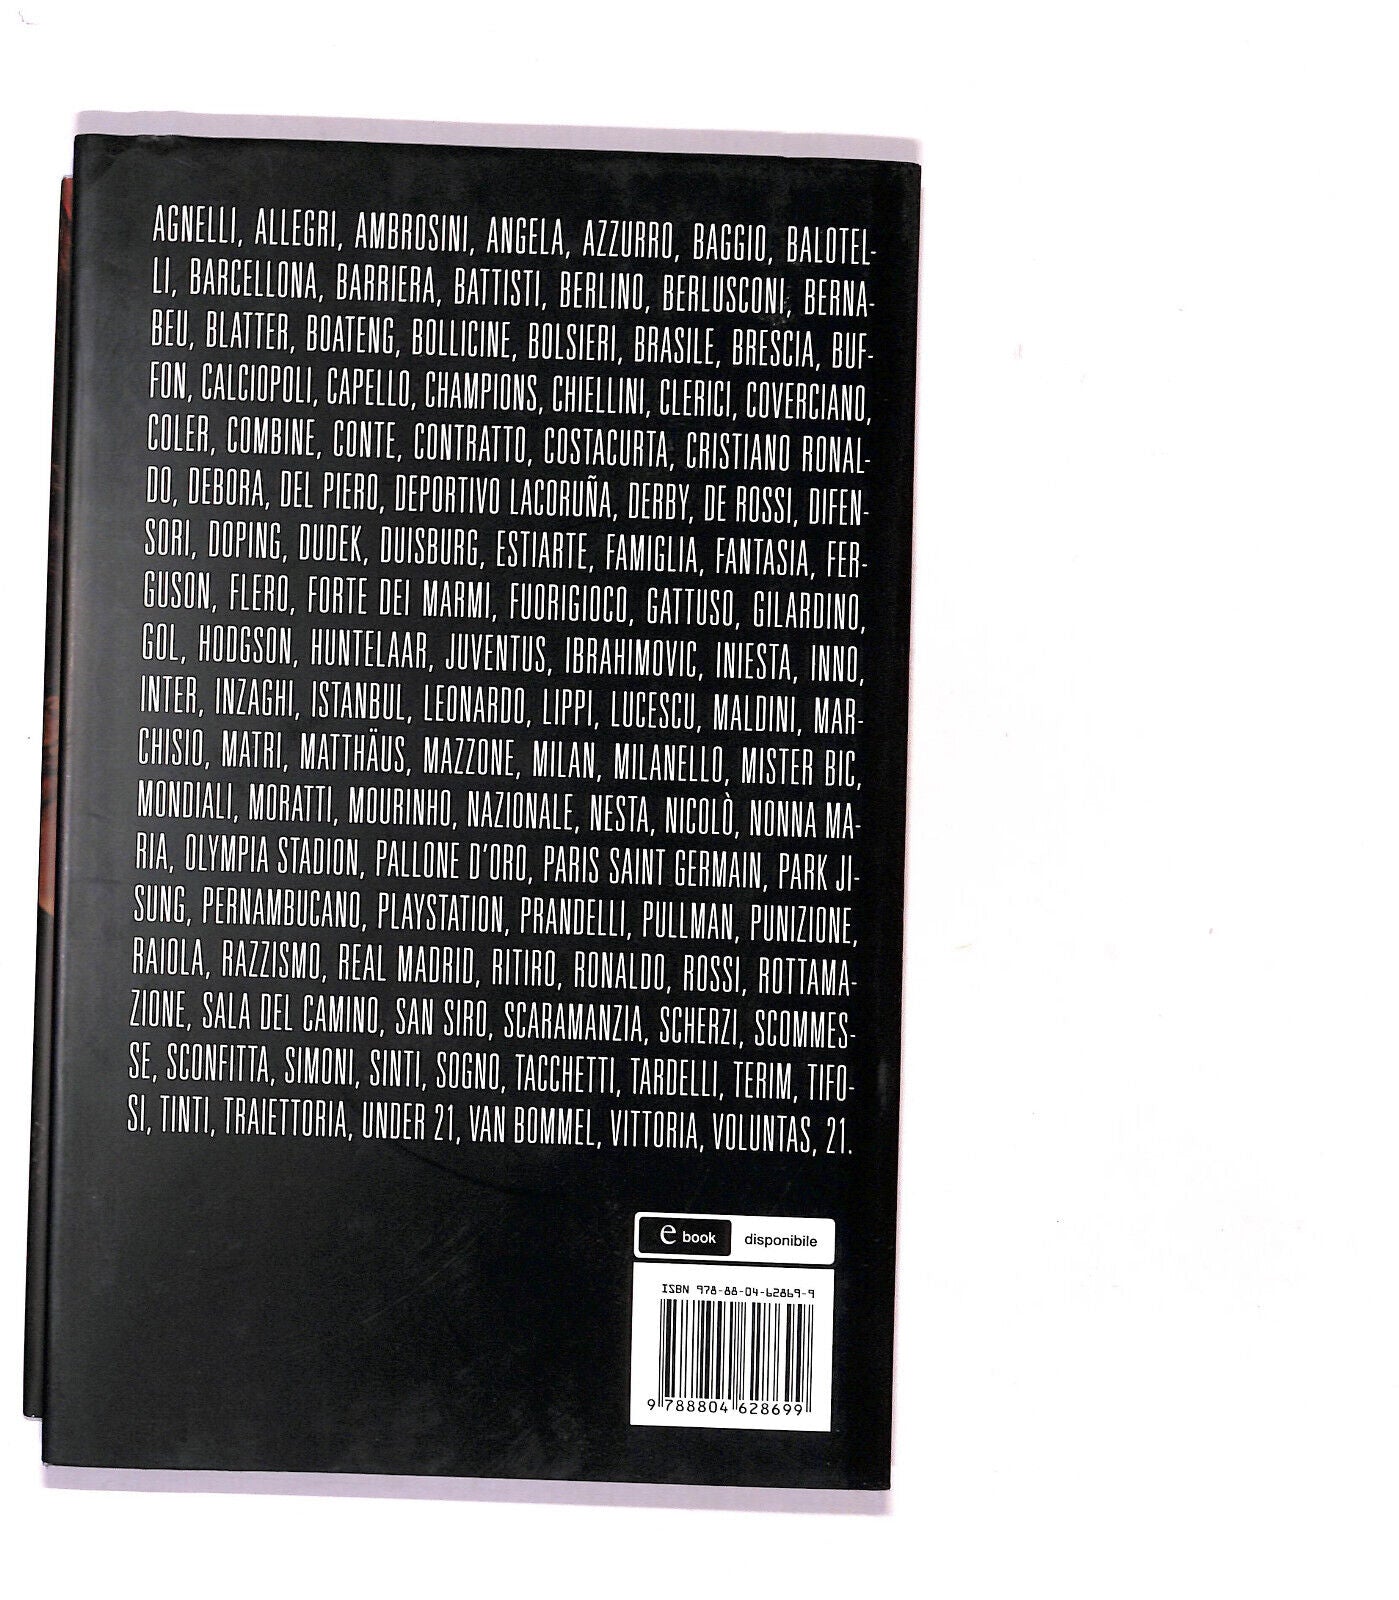 AGNELLI, ALLEGRI, AMBROSINI, ANGELA, AZZURRO, BAGGIO, BALOTEL-
LI, BARCELLONA, BARRIERA, BATTISTI, BERLINO, BERLUSCONI, BERNA-
BEU, BLATTER, BOATENG, BOLLICINE, BOLSIERI, BRASILE, BRESCIA, BUF-
FON, CALCIOPOLI, CAPELLO, CHAMPIONS, CHIELLINI, CLERICI, COVERCIANO,
COLER, COMBINE, CONTE, CONTRATTO, COSTACURTA, CRISTIANO RONAL-
DO, DEBORA, DEL PIERO, DEPORTIVO LACORUÑA, DERBY, DE ROSSI, DIFEN-
SORI, DOPING, DUDEK, DUISBURG, ESTIARTE, FAMIGLIA, FANTASIA, FER-
GUSON, FLERO, FORTE DEI MARMI, FUORIGIOCO, GATTUSO, GILARDINO,
GOL, HODGSON, HUNTELAAR, JUVENTUS, IBRAHIMOVIC, INIESTA, INNO,
INTER, INZAGHI, ISTANBUL, LEONARDO, LIPPI, LUCESCU, MALDINI, MAR-
CHISIO, MATRI, MATTHÄUS, MAZZONE, MILAN, MILANELLO, MISTER BIC,
MONDIALI, MORATTI, MOURINHO, NAZIONALE, NESTA, NICOLÒ, NONNA MA-
RIA, OLYMPIA STADION, PALLONE D'ORO, PARIS SAINT GERMAIN, PARK JI-
SUNG, PERNAMBUCANO, PLAYSTATION, PRANDELLI, PULLMAN, PUNIZIONE,
RAIOLA, RAZZISMO, REAL MADRID, RITIRO, RONALDO, ROSSI, ROTTAMA-
ZIONE, SALA DEL CAMINO, SAN SIRO, SCARAMANZIA, SCHERZI, SCOMMES-
SE, SCONFITTA, SIMONI, SINTI, SOGNO, TACCHETTI, TARDELLI, TERIM, TIFO-
SI, TINTI, TRAIETTORIA, UNDER 21, VAN BOMMEL, VITTORIA, VOLUNTAS, 21.
e book disponibile
ISBN 978-88-04-62869-9
9 788804 628699